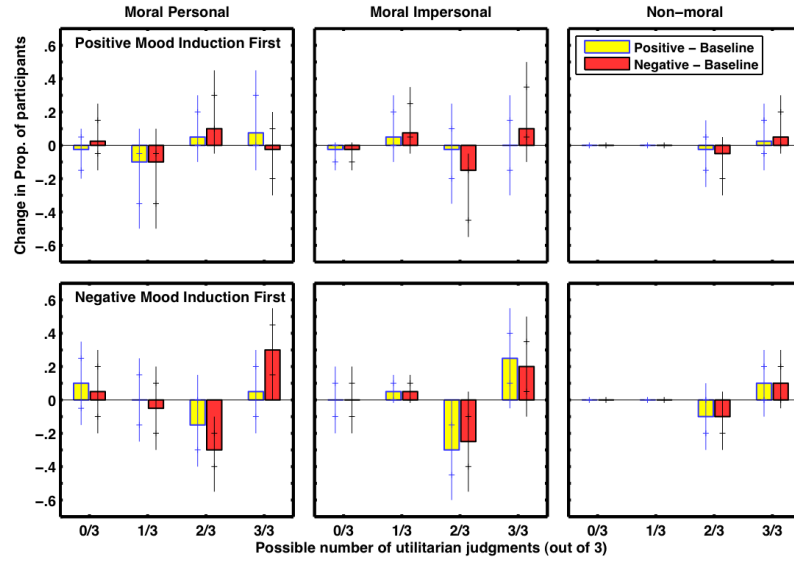 Moral Personal
Moral Impersonal
Non-moral
Positive Mood Induction First
Positive - Baseline
Negative - Baseline
.6
.4
.2
0
-.2
-.4
-.6
Change in Prop. of participants
Negative Mood Induction First
.6
.4
.2
0
-.2
-.4
-.6
0/3 1/3 2/3 3/3
0/3 1/3 2/3 3/3
0/3 1/3 2/3 3/3
Possible number of utilitarian judgments (out of 3)